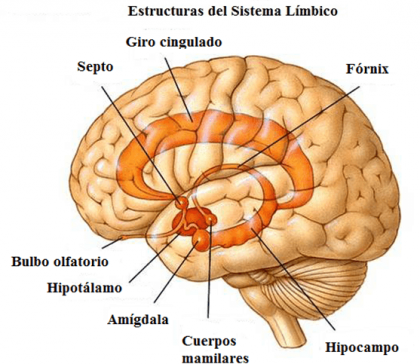 Estructuras del Sistema Límbico
Giro cingulado
Septo
Fórnix
Bulbo olfatorio
Hipotálamo
Amígdala
Cuerpos
mamilares
Hipocampo